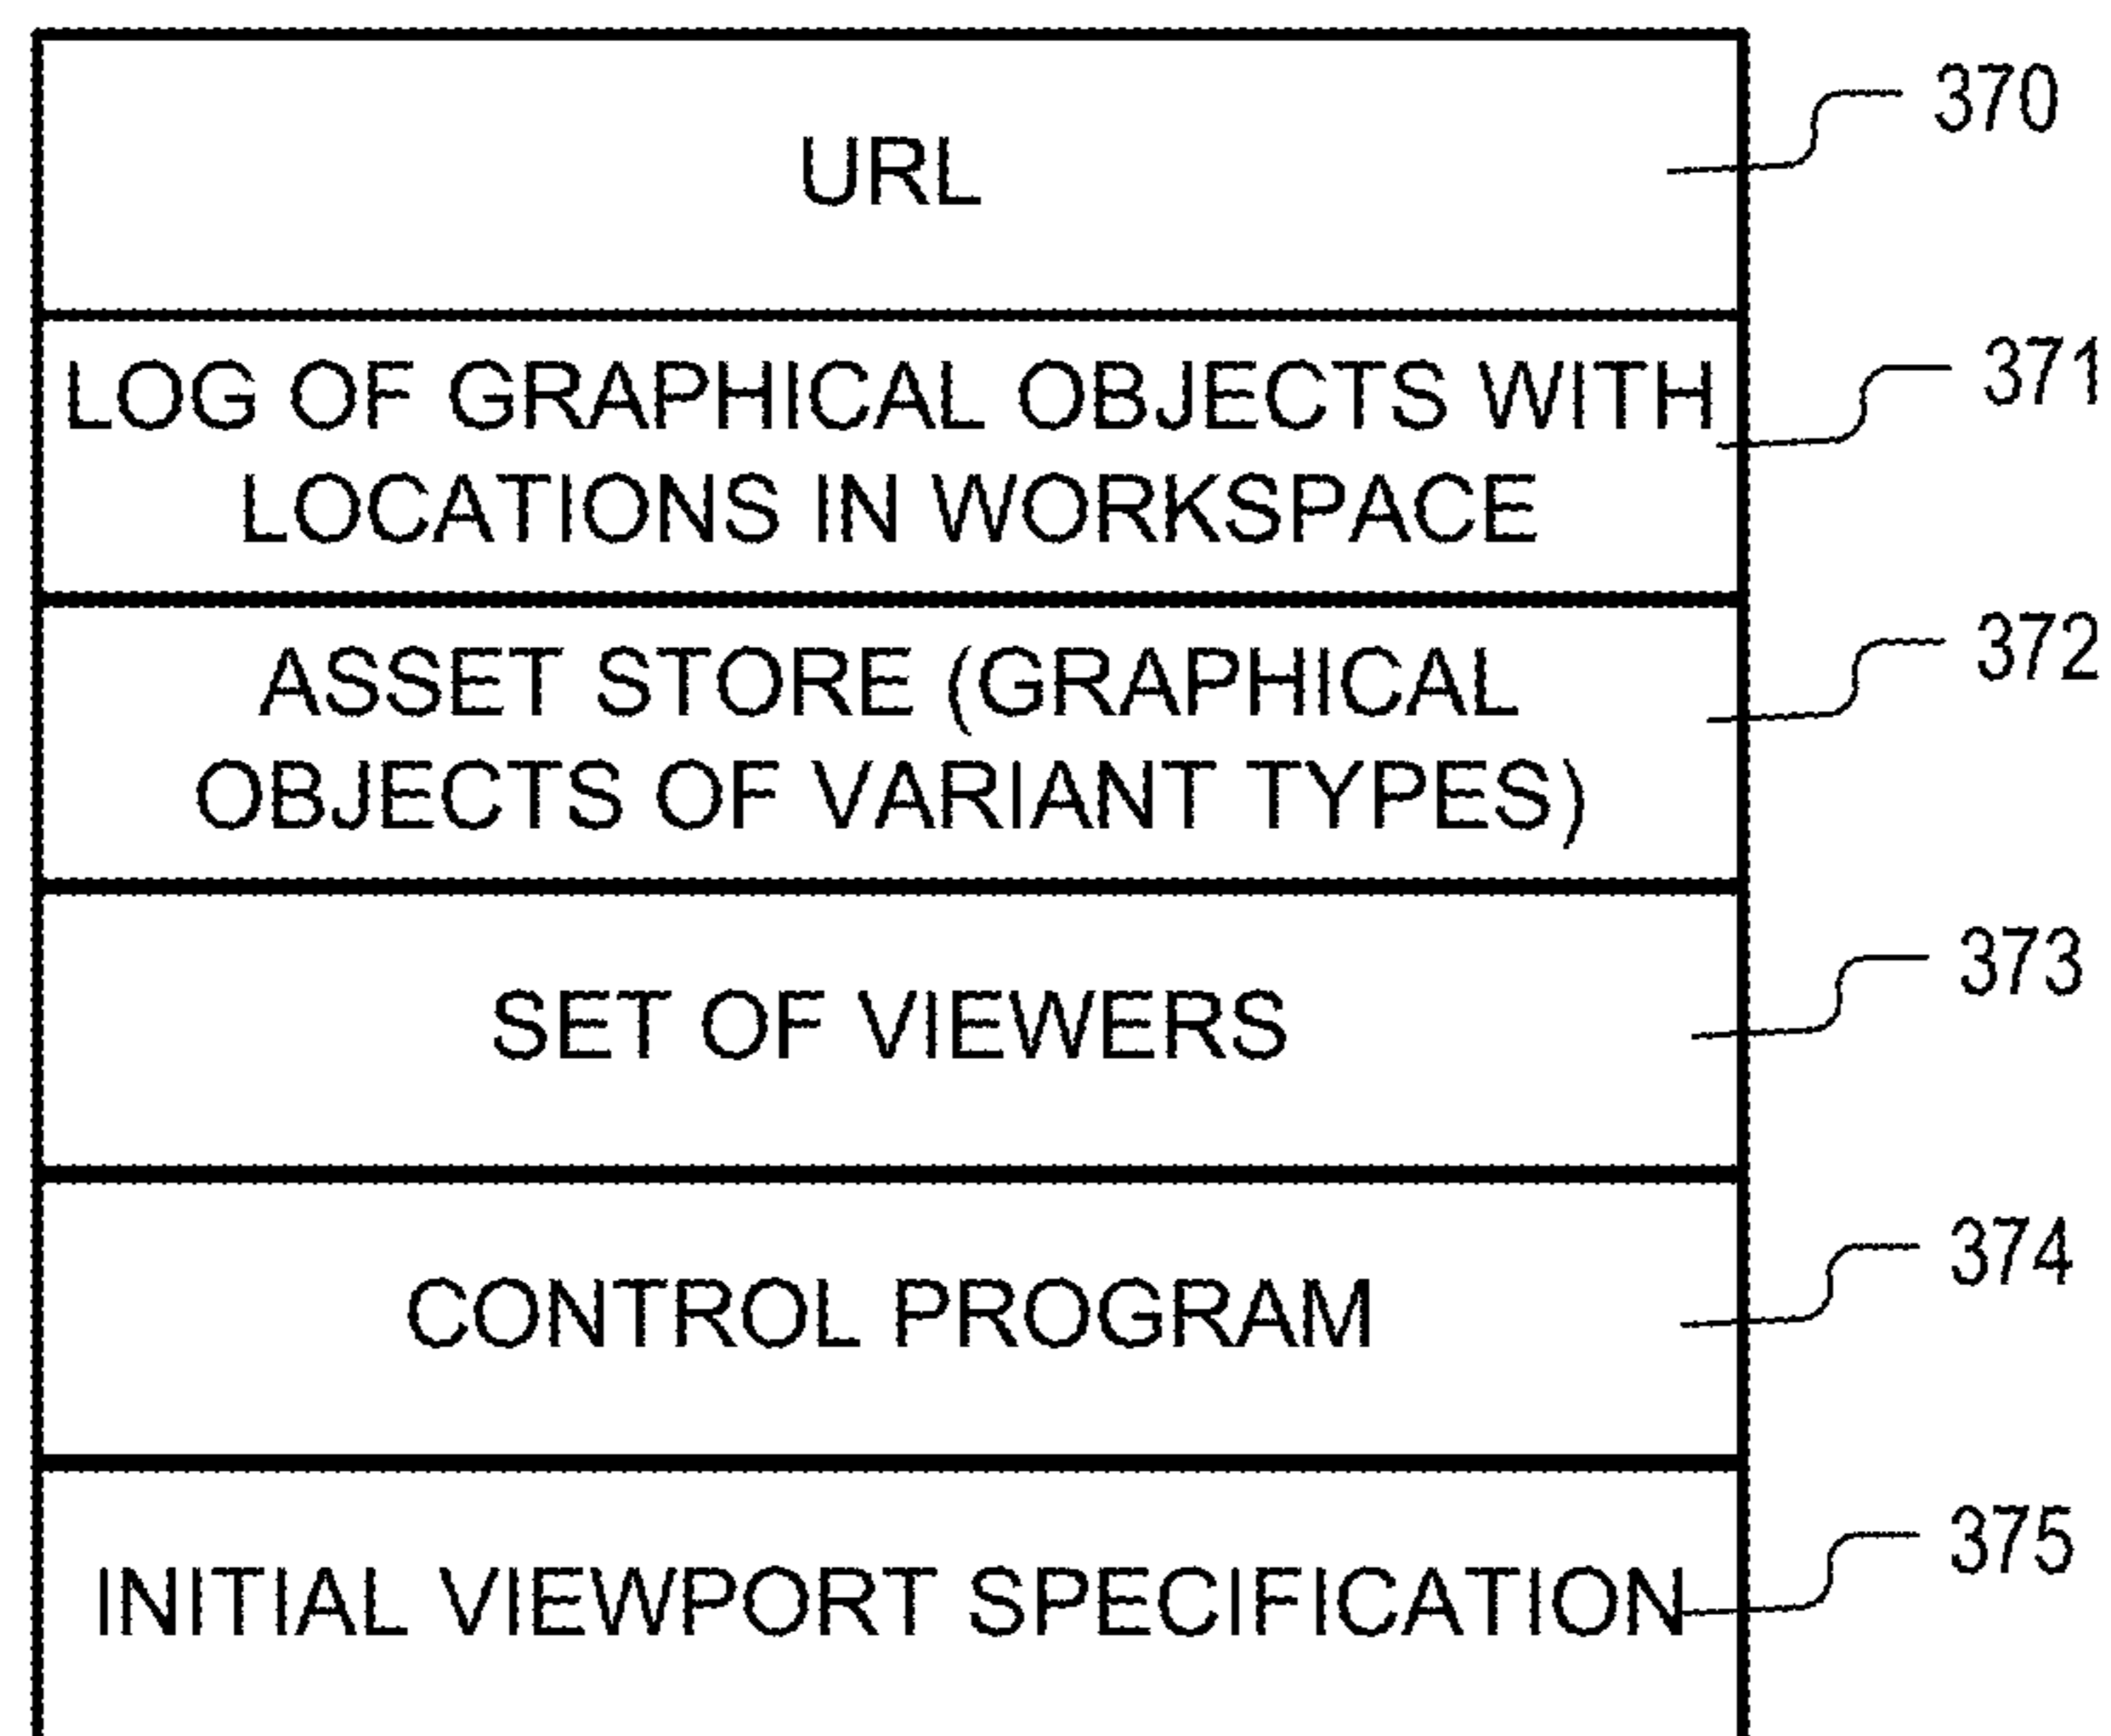 URL
370
LOG OF GRAPHICAL OBJECTS WITH
LOCATIONS IN WORKSPACE
371
ASSET STORE (GRAPHICAL
OBJECTS OF VARIANT TYPES)
372
SET OF VIEWERS
373
CONTROL PROGRAM
374
INITIAL VIEWPORT SPECIFICATION
375